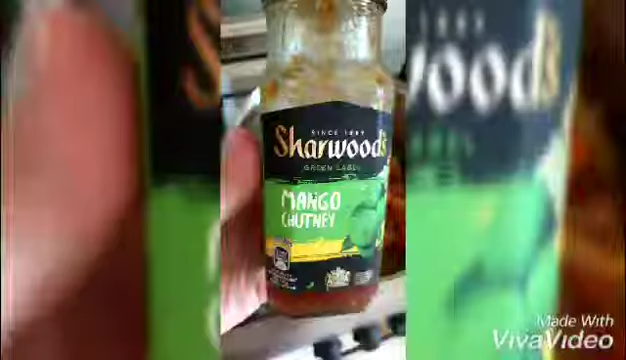 SINCE 1889
Sharwood's
GREEN LABEL
MANGO
CHUTNEY
Made With
VivaVideo